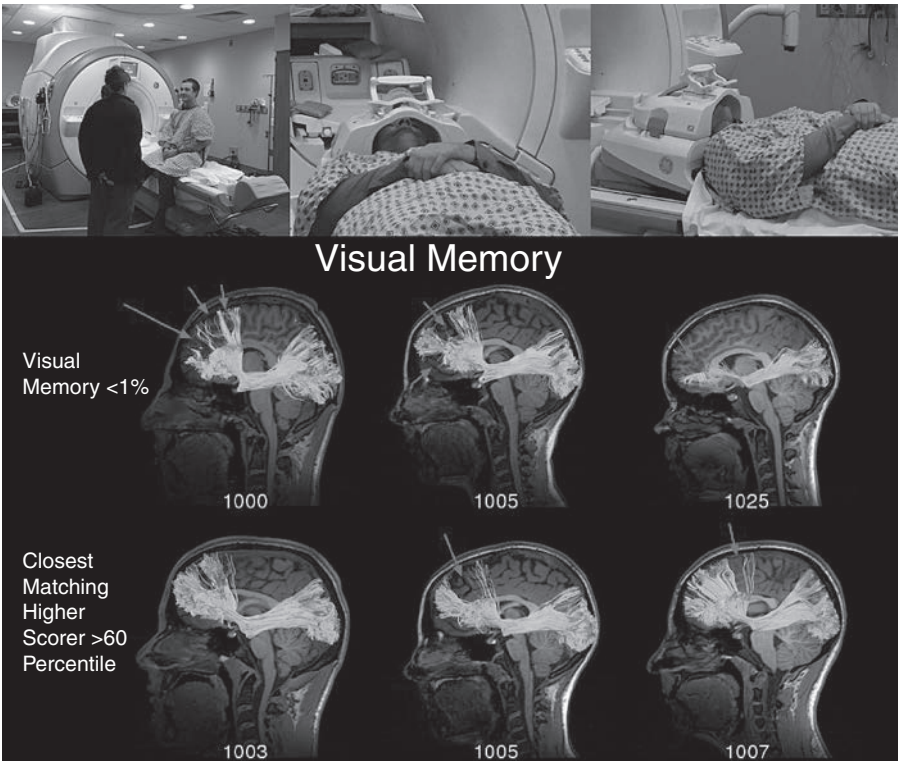 Visual Memory
Visual
Memory <1%
1000
1005
1025
Closest
Matching
Higher
Scorer >60
Percentile
1003
1005
1007